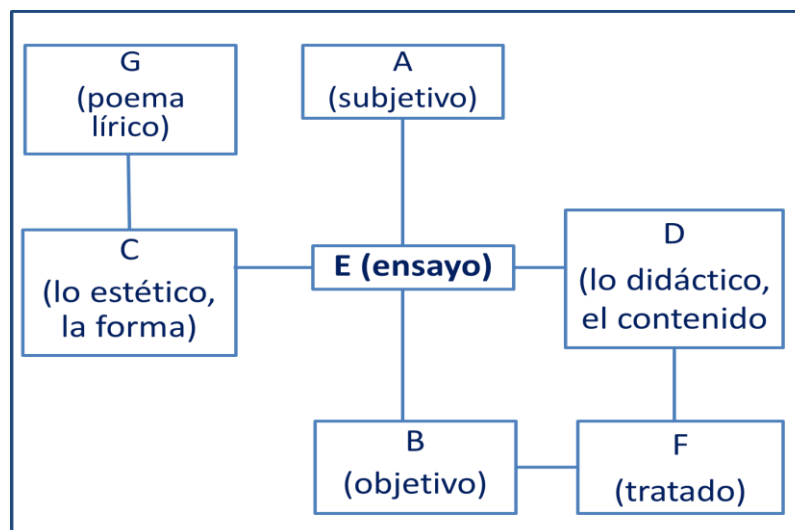 G
(poema
lírico)
A
(subjetivo)
C
(lo estético,
la forma)
E (ensayo)
D
(lo didáctico,
el contenido
B
(objetivo)
F
(tratado)